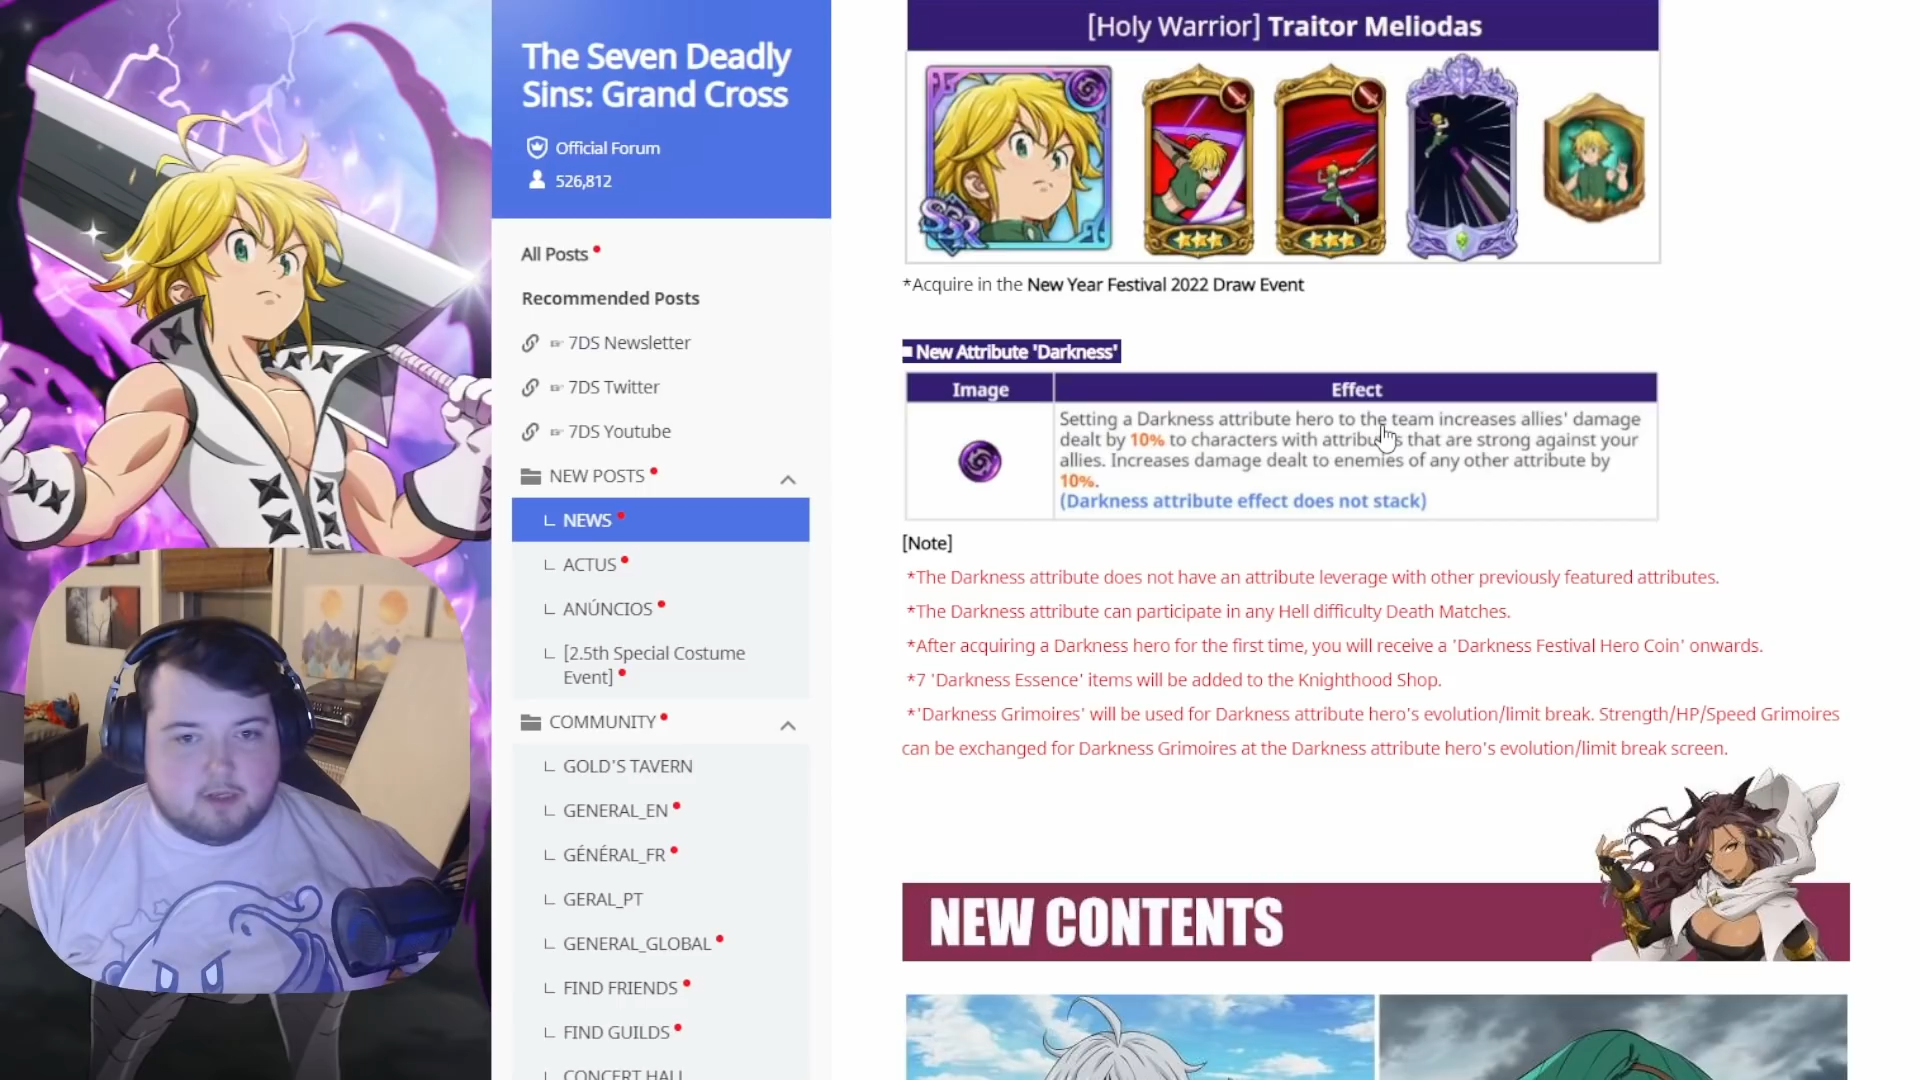 The Seven Deadly
Sins: Grand Cross
Official Forum
526,812
All Posts
Recommended Posts
☞ 7DS Newsletter
☞ 7DS Twitter
☞ 7DS Youtube
NEW POSTS
NEWS
ACTUS
ANÚNCIOS
[2.5th Special Costume
Event]
COMMUNITY
GOLD'S TAVERN
GENERAL_EN
GÉNÉRAL_FR
GERAL_PT
GENERAL_GLOBAL
FIND FRIENDS
FIND GUILDS
CONCERT HALL
[Holy Warrior] Traitor Meliodas
SSR
*Acquire in the New Year Festival 2022 Draw Event
■ New Attribute 'Darkness'
Image Effect
Setting a Darkness attribute hero to the team increases allies' damage
dealt by 10% to characters with attributes that are strong against your
allies. Increases damage dealt to enemies of any other attribute by
10%.
(Darkness attribute effect does not stack)
[Note]
*The Darkness attribute does not have an attribute leverage with other previously featured attributes.
*The Darkness attribute can participate in any Hell difficulty Death Matches.
*After acquiring a Darkness hero for the first time, you will receive a 'Darkness Festival Hero Coin' onwards.
*7 'Darkness Essence' items will be added to the Knighthood Shop.
*'Darkness Grimoires' will be used for Darkness attribute hero's evolution/limit break. Strength/HP/Speed Grimoires
can be exchanged for Darkness Grimoires at the Darkness attribute hero's evolution/limit break screen.
NEW CONTENTS